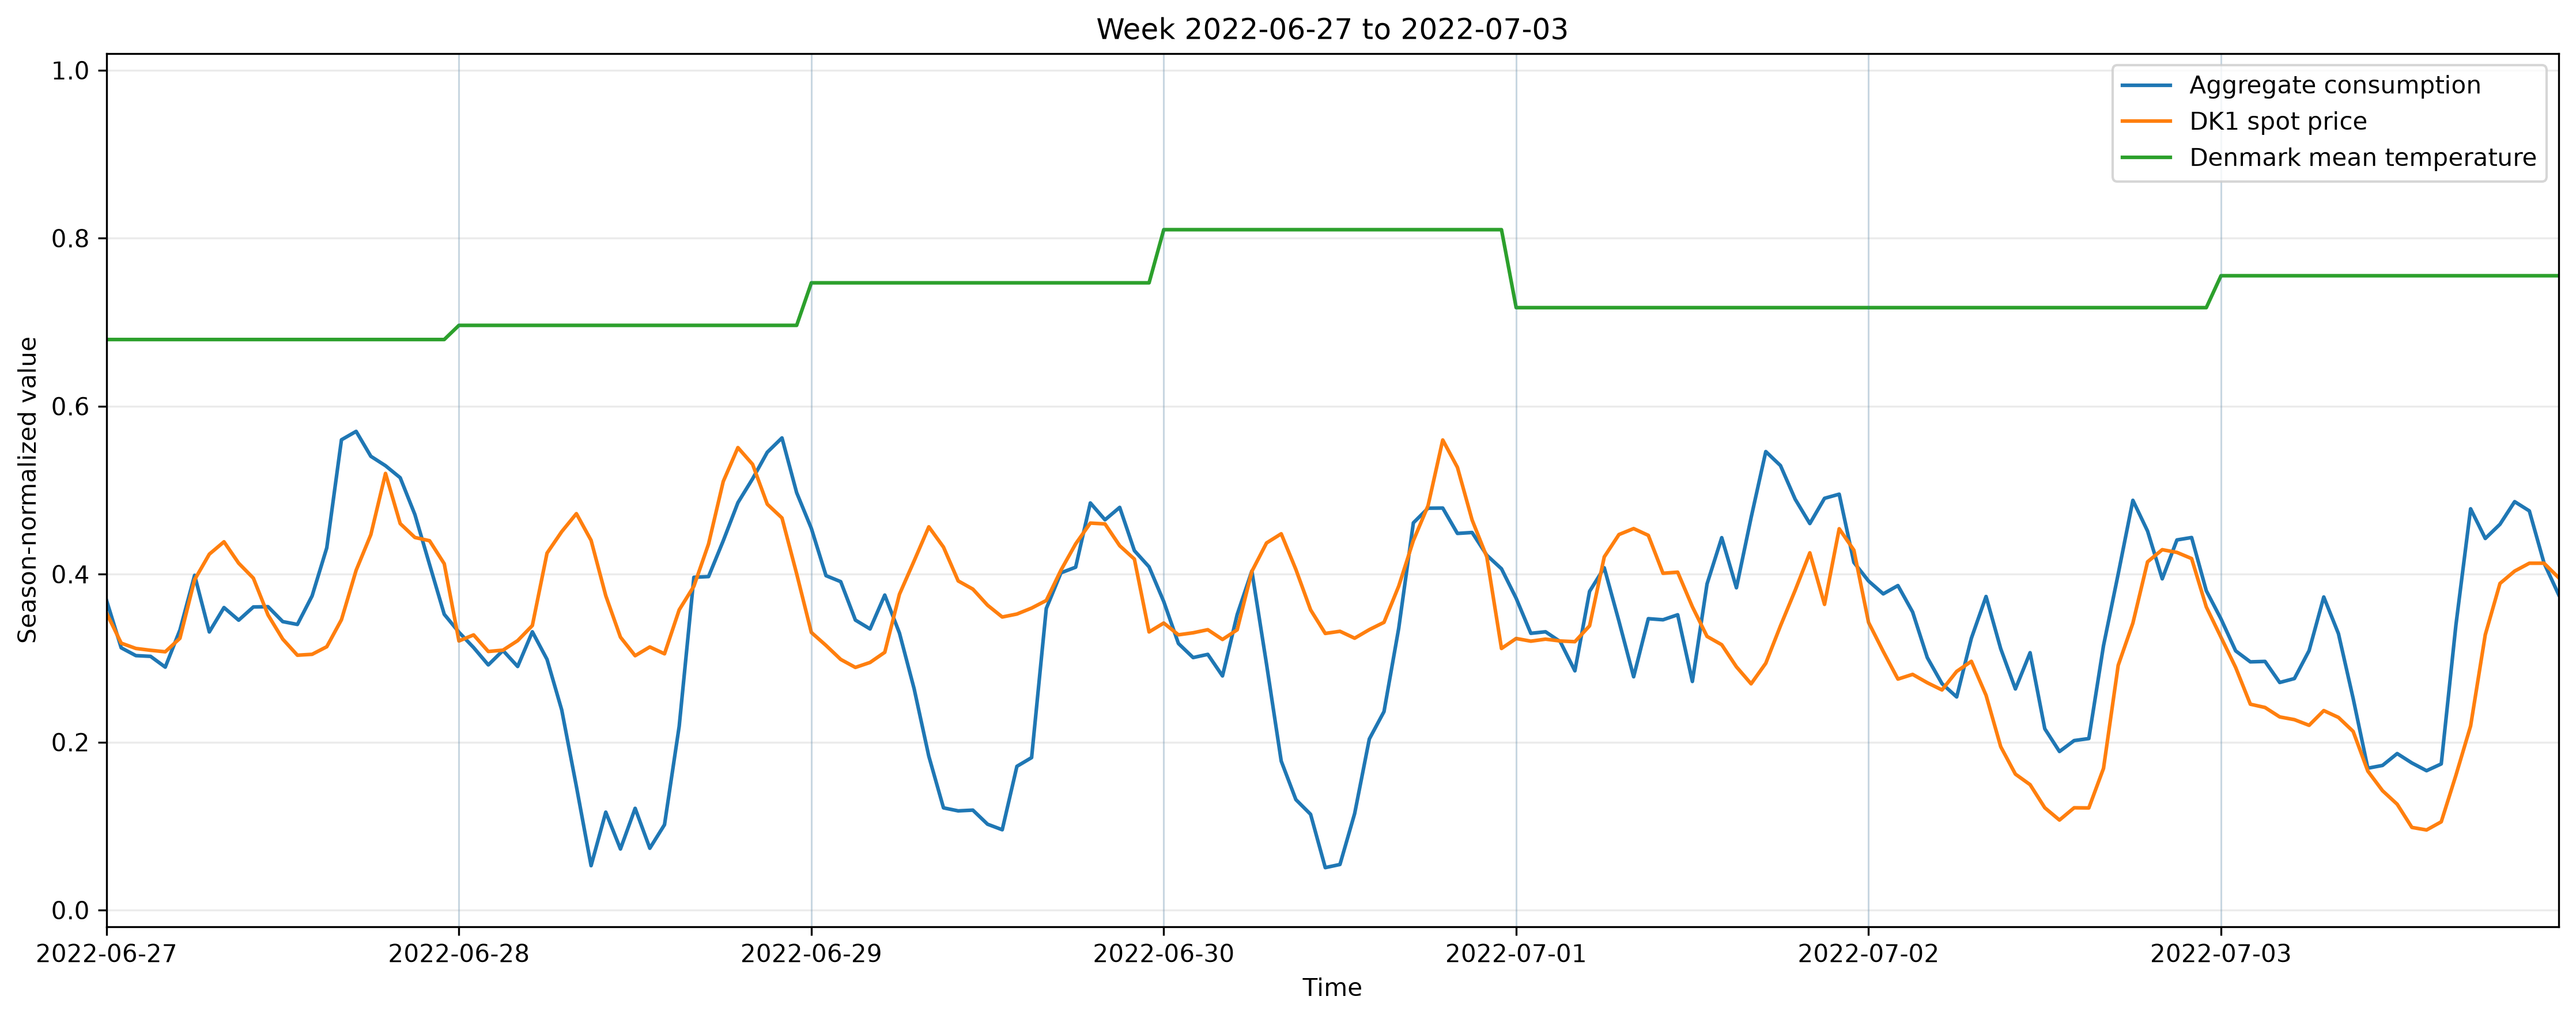 Week 2022-06-27 to 2022-07-03
Aggregate consumption
DK1 spot price
Denmark mean temperature
Season-normalized value
1.0
0.8
0.6
0.4
0.2
0.0
2022-06-27 2022-06-28 2022-06-29 2022-06-30 2022-07-01 2022-07-02 2022-07-03
Time